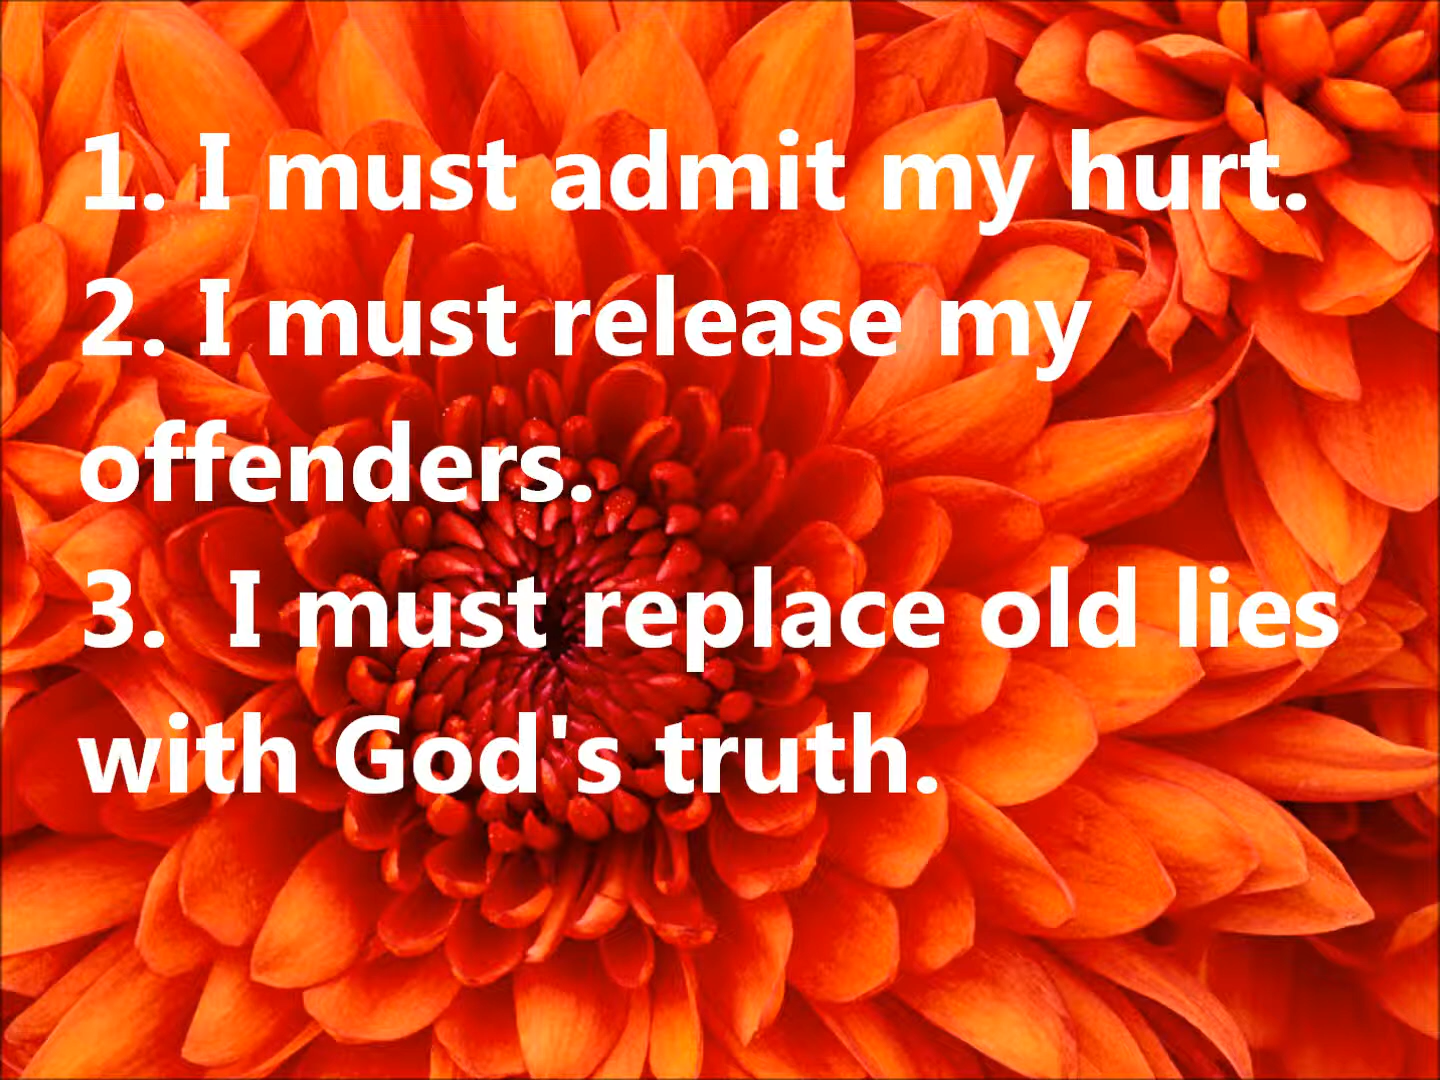 1. I must admit my hurt.
2. I must release my
offenders.
3.  I must replace old lies
with God's truth.